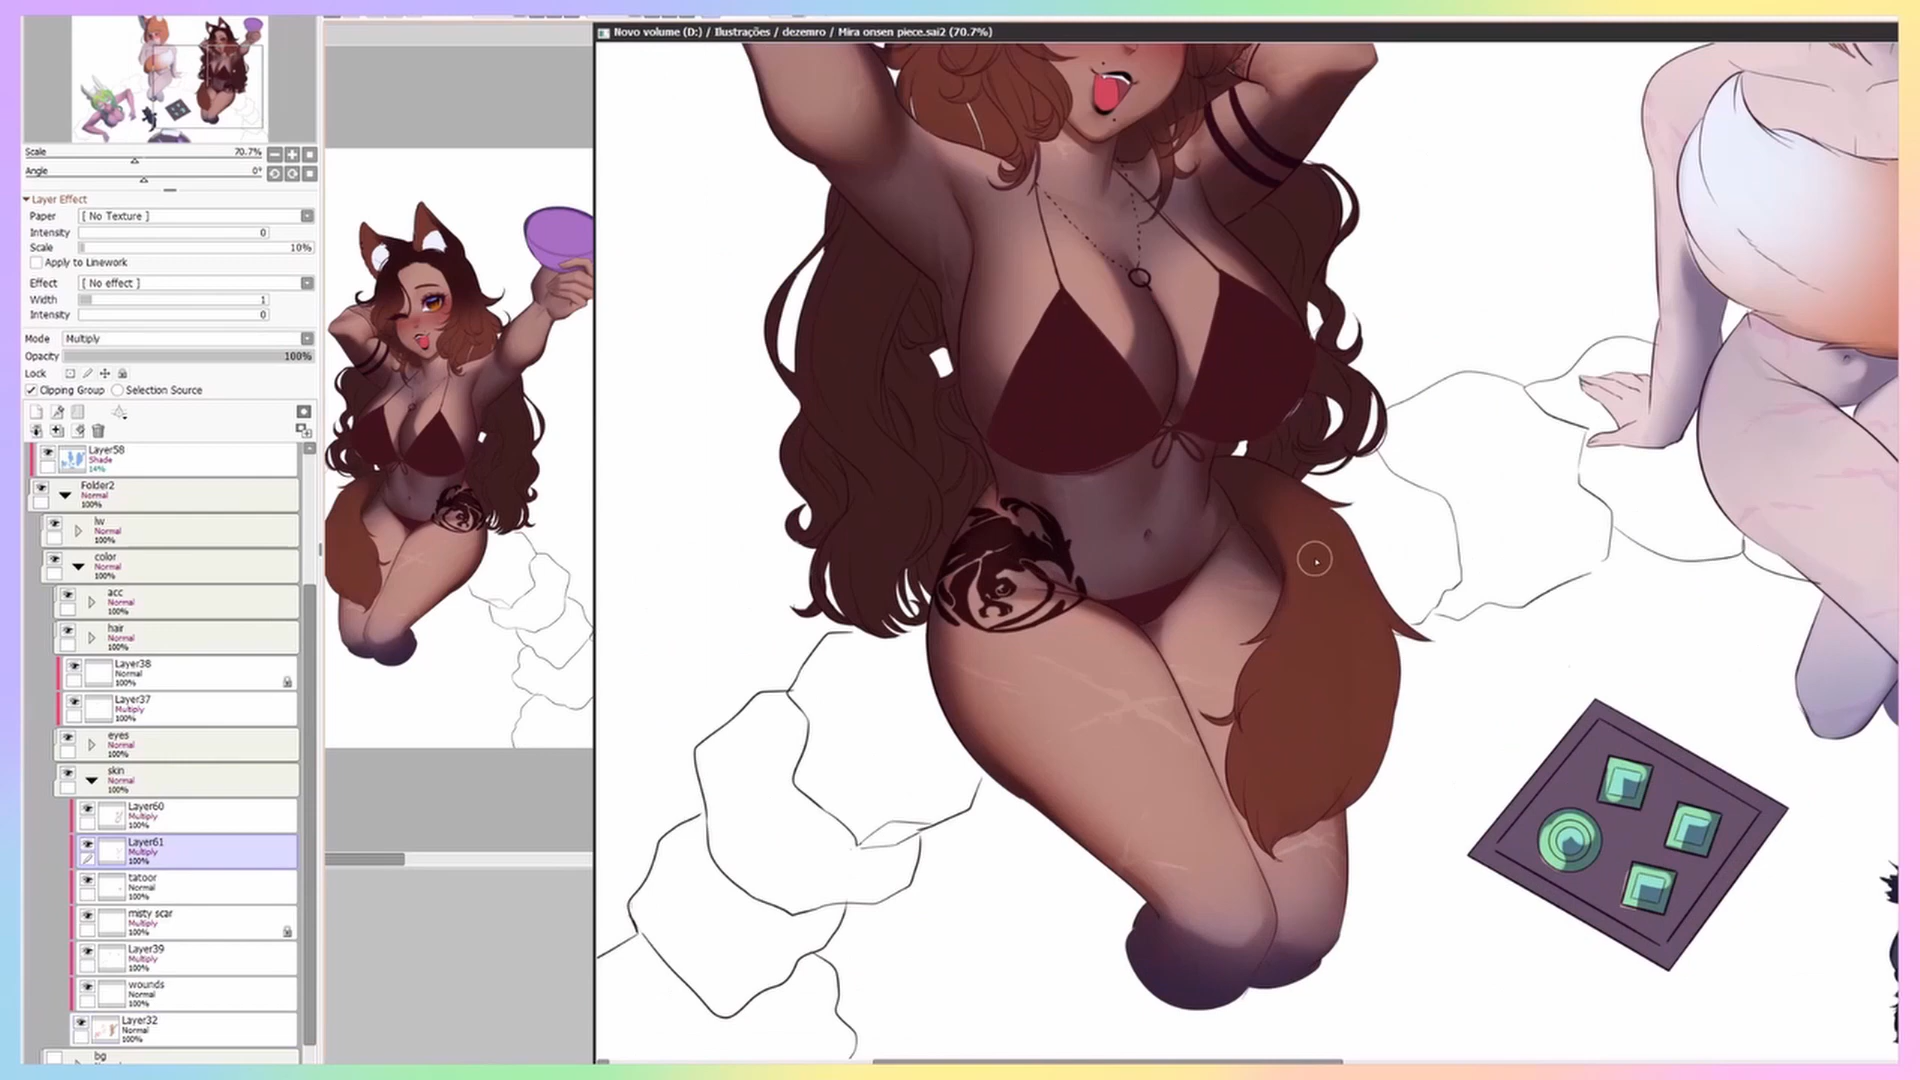 Novo volume (D:) / Ilustrações / dezemro / Mira onsen piece.sai2 (70.7%)
Scale 70.7%
Angle 0°
Layer Effect
Paper [ No Texture ]
Intensity 0
Scale 10%
Apply to Linework
Effect [ No effect ]
Width 1
Intensity 0
Mode Multiply
Opacity 100%
Lock
Clipping Group Selection Source
Layer58
Shade
14%
Folder2
Normal
100%
lw
Normal
100%
color
Normal
100%
acc
Normal
100%
hair
Normal
100%
Layer38
Normal
100%
Layer37
Multiply
100%
eyes
Normal
100%
skin
Normal
100%
Layer60
Multiply
100%
Layer61
Multiply
100%
tatoor
Normal
100%
misty scar
Multiply
100%
Layer39
Multiply
100%
wounds
Normal
100%
Layer32
Normal
100%
bg